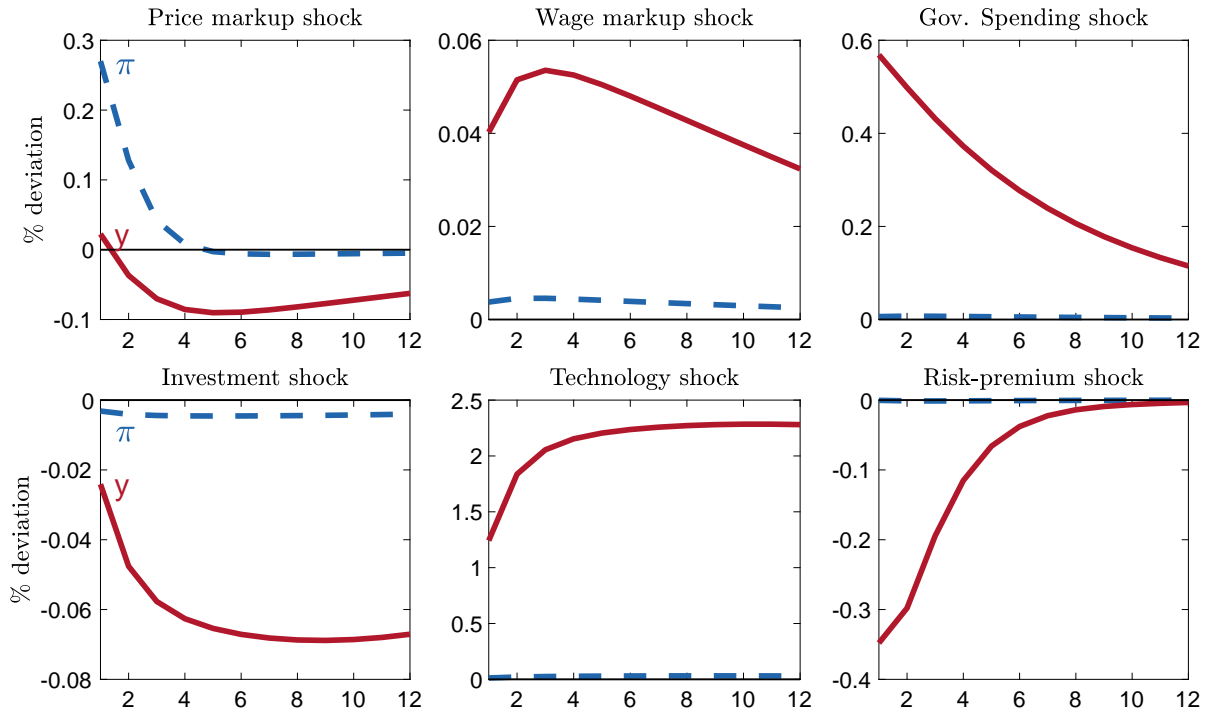 Price markup shock
Wage markup shock
Gov. Spending shock
% deviation
0.3
0.2
0.1
0
-0.1
π
y
2 4 6 8 10 12
0.06
0.04
0.02
0
2 4 6 8 10 12
0.6
0.4
0.2
0
2 4 6 8 10 12
Investment shock
Technology shock
Risk-premium shock
% deviation
0
-0.02
-0.04
-0.06
-0.08
π
y
2 4 6 8 10 12
2.5
2
1.5
1
0.5
0
2 4 6 8 10 12
0
-0.1
-0.2
-0.3
-0.4
2 4 6 8 10 12